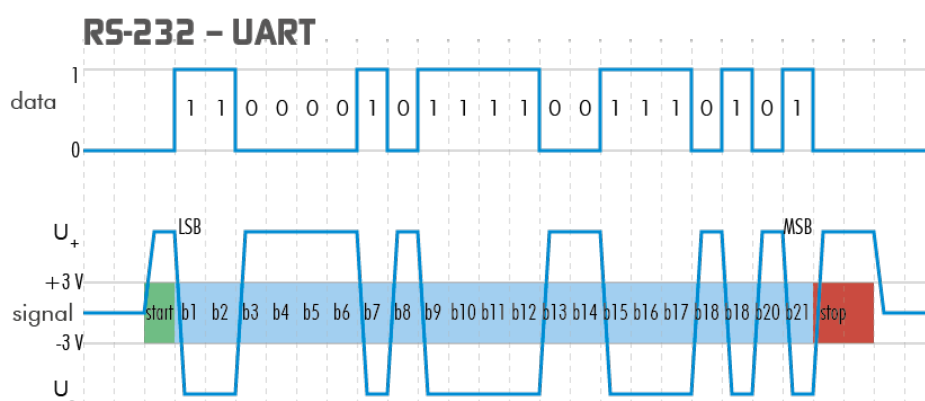 RS-232 – UART
1
data
1 1 0 0 0 0 1 0 1 1 1 1 0 0 1 1 1 0 1 0 1
0
U+
LSB MSB
+3 V
signal
start b1 b2 b3 b4 b5 b6 b7 b8 b9 b10 b11 b12 b13 b14 b15 b16 b17 b18 b18 b20 b21 stop
-3 V
U